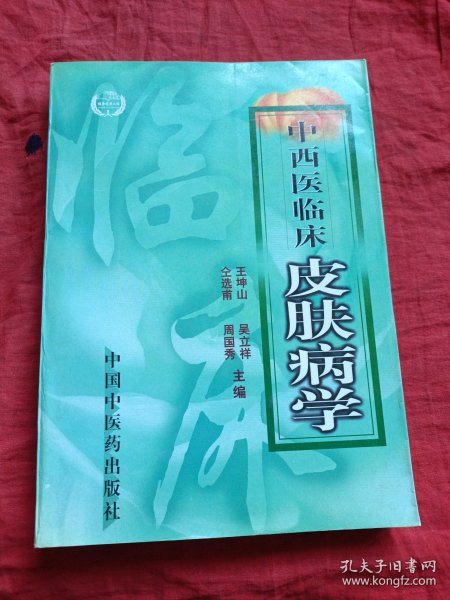 中西医临床
皮肤病学
王坤山 吴立祥
仝选甫 周国秀
主编
中国中医药出版社
临床
孔夫子旧书网
www.kongfz.com